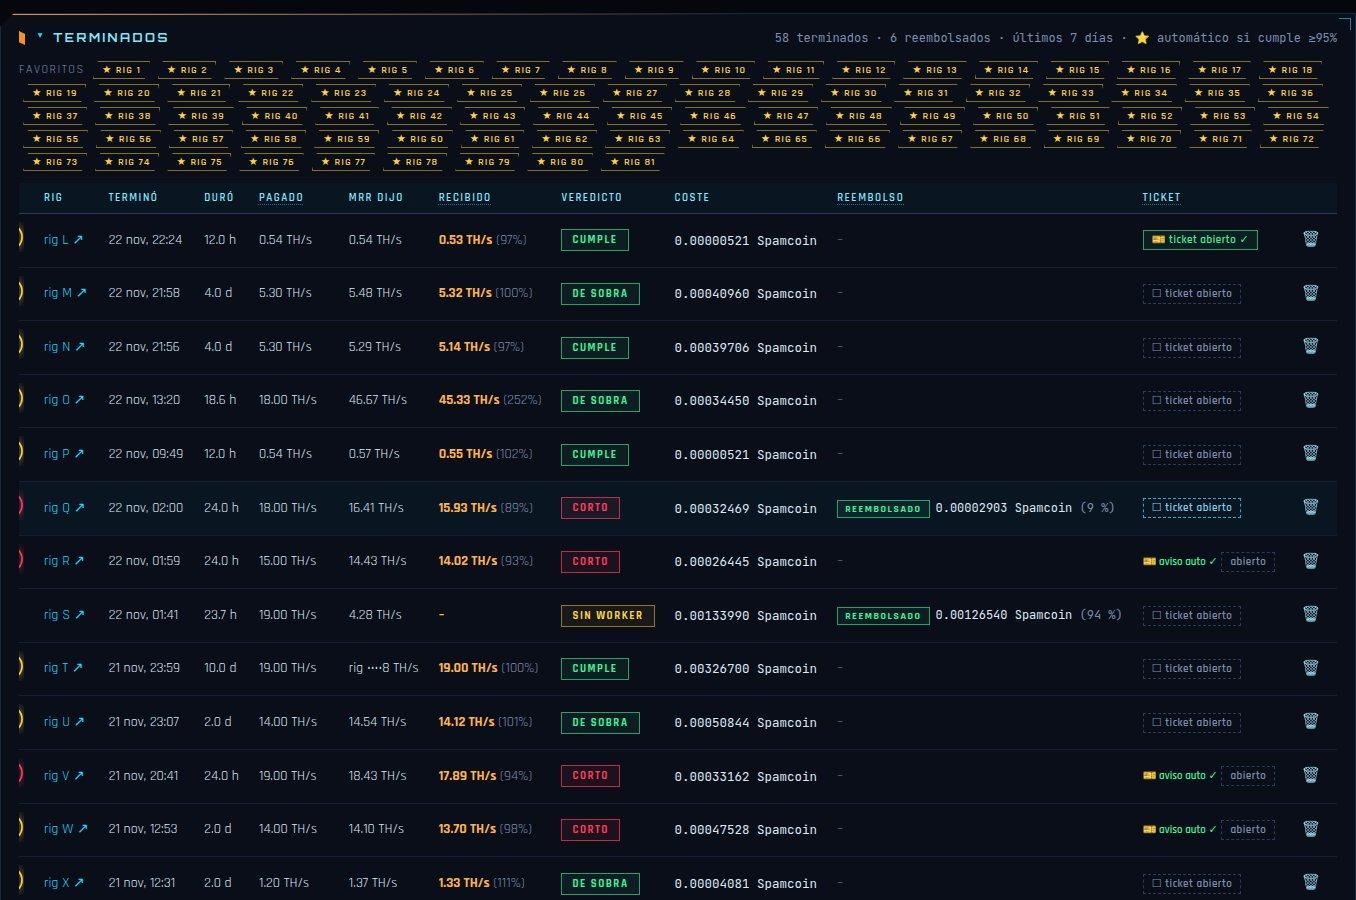 TERMINADOS 58 terminados · 6 reembolsados · últimos 7 días · ⭐ automático si cumple ≥95%
FAVORITOS ★ RIG 1 ★ RIG 2 ★ RIG 3 ★ RIG 4 ★ RIG 5 ★ RIG 6 ★ RIG 7 ★ RIG 8 ★ RIG 9 ★ RIG 10 ★ RIG 11 ★ RIG 12 ★ RIG 13 ★ RIG 14 ★ RIG 15 ★ RIG 16 ★ RIG 17 ★ RIG 18
★ RIG 19 ★ RIG 20 ★ RIG 21 ★ RIG 22 ★ RIG 23 ★ RIG 24 ★ RIG 25 ★ RIG 26 ★ RIG 27 ★ RIG 28 ★ RIG 29 ★ RIG 30 ★ RIG 31 ★ RIG 32 ★ RIG 33 ★ RIG 34 ★ RIG 35 ★ RIG 36
★ RIG 37 ★ RIG 38 ★ RIG 39 ★ RIG 40 ★ RIG 41 ★ RIG 42 ★ RIG 43 ★ RIG 44 ★ RIG 45 ★ RIG 46 ★ RIG 47 ★ RIG 48 ★ RIG 49 ★ RIG 50 ★ RIG 51 ★ RIG 52 ★ RIG 53 ★ RIG 54
★ RIG 55 ★ RIG 56 ★ RIG 57 ★ RIG 58 ★ RIG 59 ★ RIG 60 ★ RIG 61 ★ RIG 62 ★ RIG 63 ★ RIG 64 ★ RIG 65 ★ RIG 66 ★ RIG 67 ★ RIG 68 ★ RIG 69 ★ RIG 70 ★ RIG 71 ★ RIG 72
★ RIG 73 ★ RIG 74 ★ RIG 75 ★ RIG 76 ★ RIG 77 ★ RIG 78 ★ RIG 79 ★ RIG 80 ★ RIG 81
RIG TERMINÓ DURÓ PAGADO MRR DIJO RECIBIDO VEREDICTO COSTE REEMBOLSO TICKET
rig L ↗ 22 nov, 22:24 12.0 h 0.54 TH/s 0.54 TH/s 0.53 TH/s (97%) CUMPLE 0.00000521 Spamcoin – 🎫 ticket abierto ✓
rig M ↗ 22 nov, 21:58 4.0 d 5.30 TH/s 5.48 TH/s 5.32 TH/s (100%) DE SOBRA 0.00040960 Spamcoin – ☐ ticket abierto
rig N ↗ 22 nov, 21:56 4.0 d 5.30 TH/s 5.29 TH/s 5.14 TH/s (97%) CUMPLE 0.00039706 Spamcoin – ☐ ticket abierto
rig O ↗ 22 nov, 13:20 18.6 h 18.00 TH/s 46.67 TH/s 45.33 TH/s (252%) DE SOBRA 0.00034450 Spamcoin – ☐ ticket abierto
rig P ↗ 22 nov, 09:49 12.0 h 0.54 TH/s 0.57 TH/s 0.55 TH/s (102%) CUMPLE 0.00000521 Spamcoin – ☐ ticket abierto
rig Q ↗ 22 nov, 02:00 24.0 h 18.00 TH/s 16.41 TH/s 15.93 TH/s (89%) CORTO 0.00032469 Spamcoin REEMBOLSADO 0.00002903 Spamcoin (9 %) ☐ ticket abierto
rig R ↗ 22 nov, 01:59 24.0 h 15.00 TH/s 14.43 TH/s 14.02 TH/s (93%) CORTO 0.00026445 Spamcoin – 🎫 aviso auto ✓ abierto
rig S ↗ 22 nov, 01:41 23.7 h 19.00 TH/s 4.28 TH/s – SIN WORKER 0.00133990 Spamcoin REEMBOLSADO 0.00126540 Spamcoin (94 %) ☐ ticket abierto
rig T ↗ 21 nov, 23:59 10.0 d 19.00 TH/s rig ····8 TH/s 19.00 TH/s (100%) CUMPLE 0.00326700 Spamcoin – ☐ ticket abierto
rig U ↗ 21 nov, 23:07 2.0 d 14.00 TH/s 14.54 TH/s 14.12 TH/s (101%) DE SOBRA 0.00050844 Spamcoin – ☐ ticket abierto
rig V ↗ 21 nov, 20:41 24.0 h 19.00 TH/s 18.43 TH/s 17.89 TH/s (94%) CORTO 0.00033162 Spamcoin – 🎫 aviso auto ✓ abierto
rig W ↗ 21 nov, 12:53 2.0 d 14.00 TH/s 14.10 TH/s 13.70 TH/s (98%) CORTO 0.00047528 Spamcoin – 🎫 aviso auto ✓ abierto
rig X ↗ 21 nov, 12:31 2.0 d 1.20 TH/s 1.37 TH/s 1.33 TH/s (111%) DE SOBRA 0.00004081 Spamcoin – ☐ ticket abierto